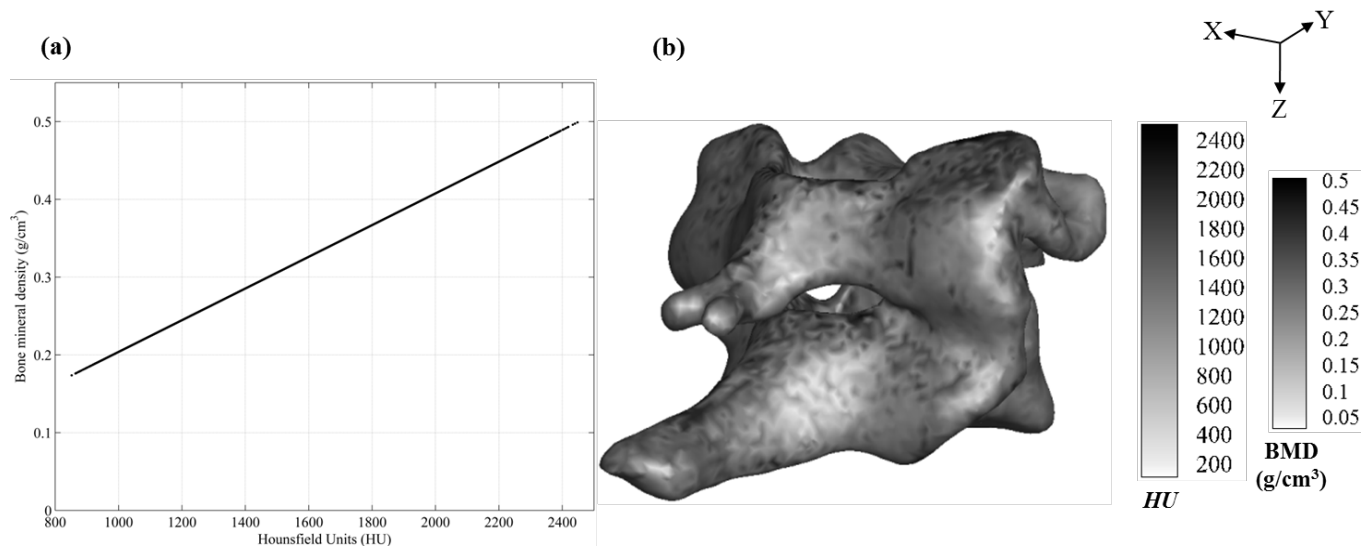 (a)
(b)
X
Y
Z
Bone mineral density (g/cm³)
0.5
0.4
0.3
0.2
0.1
0
800 1000 1200 1400 1600 1800 2000 2200 2400
Hounsfield Units (HU)
2400
2200
2000
1800
1600
1400
1200
1000
800
600
400
200
HU
0.5
0.45
0.4
0.35
0.3
0.25
0.2
0.15
0.1
0.05
BMD
(g/cm³)